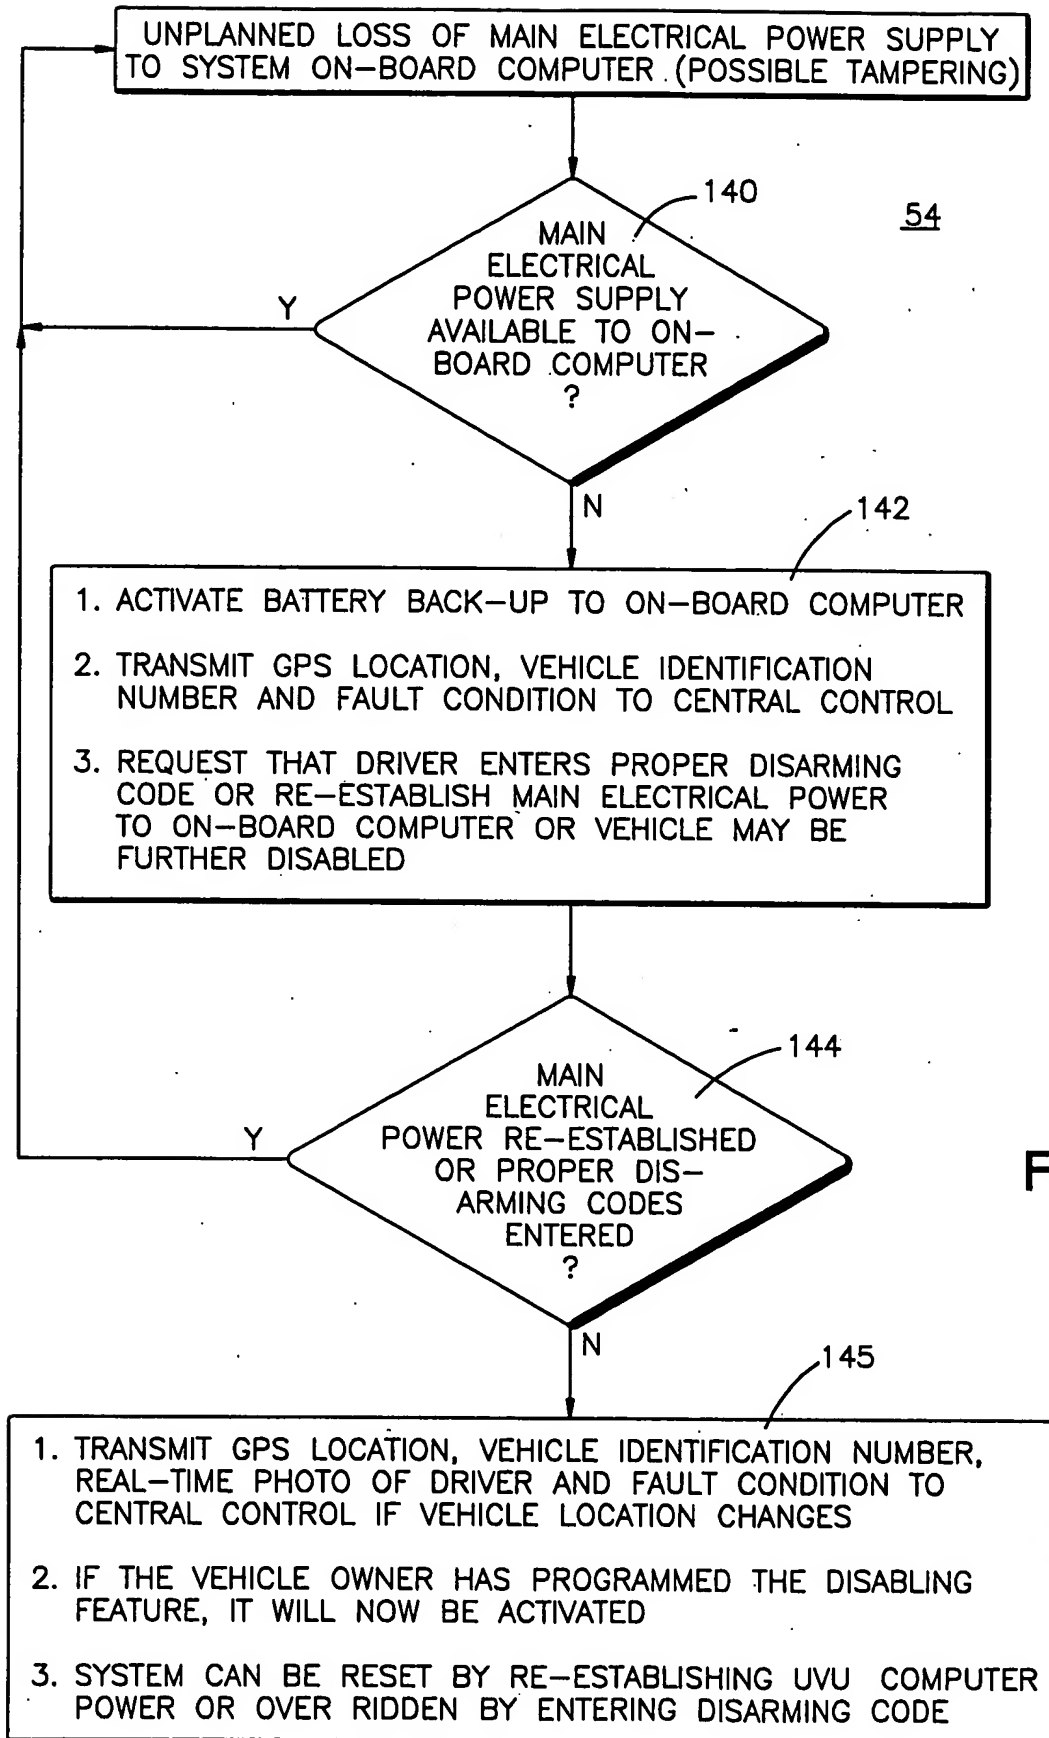 UNPLANNED LOSS OF MAIN ELECTRICAL POWER SUPPLY
TO SYSTEM ON-BOARD COMPUTER (POSSIBLE TAMPERING)
140
54
MAIN
ELECTRICAL
POWER SUPPLY
AVAILABLE TO ON-
BOARD COMPUTER
?
Y
N
142
1. ACTIVATE BATTERY BACK-UP TO ON-BOARD COMPUTER
2. TRANSMIT GPS LOCATION, VEHICLE IDENTIFICATION
NUMBER AND FAULT CONDITION TO CENTRAL CONTROL
3. REQUEST THAT DRIVER ENTERS PROPER DISARMING
CODE OR RE-ESTABLISH MAIN ELECTRICAL POWER
TO ON-BOARD COMPUTER OR VEHICLE MAY BE
FURTHER DISABLED
144
MAIN
ELECTRICAL
POWER RE-ESTABLISHED
OR PROPER DIS-
ARMING CODES
ENTERED
?
Y
F
N
145
1. TRANSMIT GPS LOCATION, VEHICLE IDENTIFICATION NUMBER,
REAL-TIME PHOTO OF DRIVER AND FAULT CONDITION TO
CENTRAL CONTROL IF VEHICLE LOCATION CHANGES
2. IF THE VEHICLE OWNER HAS PROGRAMMED THE DISABLING
FEATURE, IT WILL NOW BE ACTIVATED
3. SYSTEM CAN BE RESET BY RE-ESTABLISHING UVU COMPUTER
POWER OR OVER RIDDEN BY ENTERING DISARMING CODE